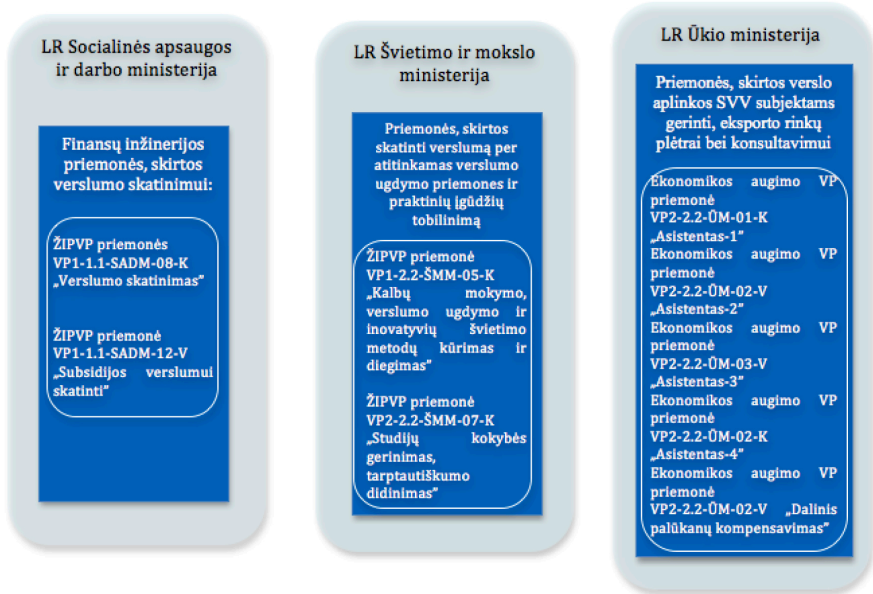 LR Socialinės apsaugos
ir darbo ministerija
Finansų inžinerijos
priemonės, skirtos
verslumo skatinimui:
ŽIPVP priemonės
VP1-1.1-SADM-08-K
„Verslumo skatinimas”
ŽIPVP priemonė
VP1-1.1-SADM-12-V
„Subsidijos verslumui
skatinti”
LR Švietimo ir mokslo
ministerija
Priemonės, skirtos
skatinti verslumą per
atitinkamas verslumo
ugdymo priemones ir
praktinių įgūdžių
tobilinimą
ŽIPVP priemonė
VP1-2.2-ŠMM-05-K
„Kalbų mokymo,
verslumo ugdymo ir
inovatyvių švietimo
metodų kūrimas ir
diegimas”
ŽIPVP priemonė
VP2-2.2-ŠMM-07-K
„Studijų kokybės
gerinimas,
tarptautiškumo
didinimas”
LR Ūkio ministerija
Priemonės, skirtos verslo
aplinkos SVV subjektams
gerinti, eksporto rinkų
plėtrai bei konsultavimui
Ekonomikos augimo VP
priemonė
VP2-2.2-ŪM-01-K
„Asistentas-1”
Ekonomikos augimo VP
priemonė
VP2-2.2-ŪM-02-V
„Asistentas-2”
Ekonomikos augimo VP
priemonė
VP2-2.2-ŪM-03-V
„Asistentas-3”
Ekonomikos augimo VP
priemonė
VP2-2.2-ŪM-02-K
„Asistentas-4”
Ekonomikos augimo VP
priemonė
VP2-2.2-ŪM-02-V „Dalinis
palūkanų kompensavimas”